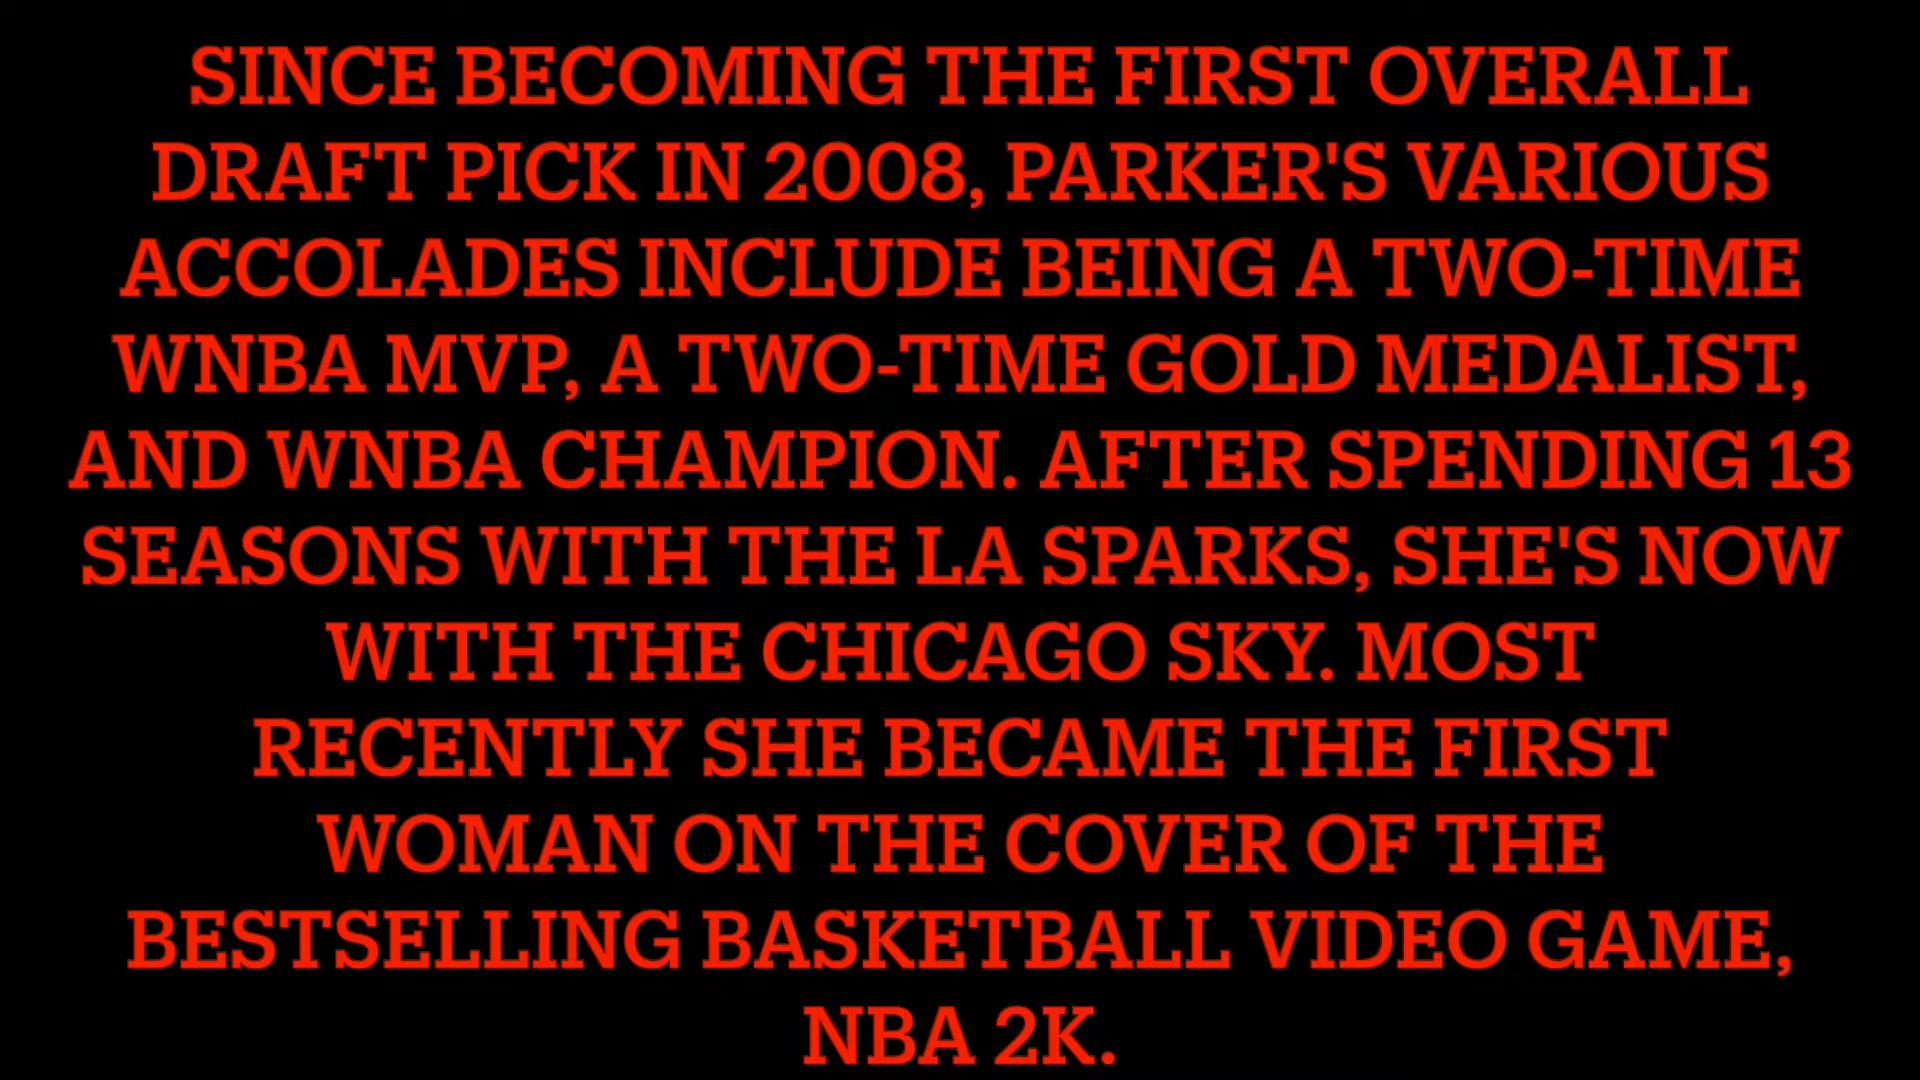 SINCE BECOMING THE FIRST OVERALL
DRAFT PICK IN 2008, PARKER'S VARIOUS
ACCOLADES INCLUDE BEING A TWO-TIME
WNBA MVP, A TWO-TIME GOLD MEDALIST,
AND WNBA CHAMPION. AFTER SPENDING 13
SEASONS WITH THE LA SPARKS, SHE'S NOW
WITH THE CHICAGO SKY. MOST
RECENTLY SHE BECAME THE FIRST
WOMAN ON THE COVER OF THE
BESTSELLING BASKETBALL VIDEO GAME,
NBA 2K.